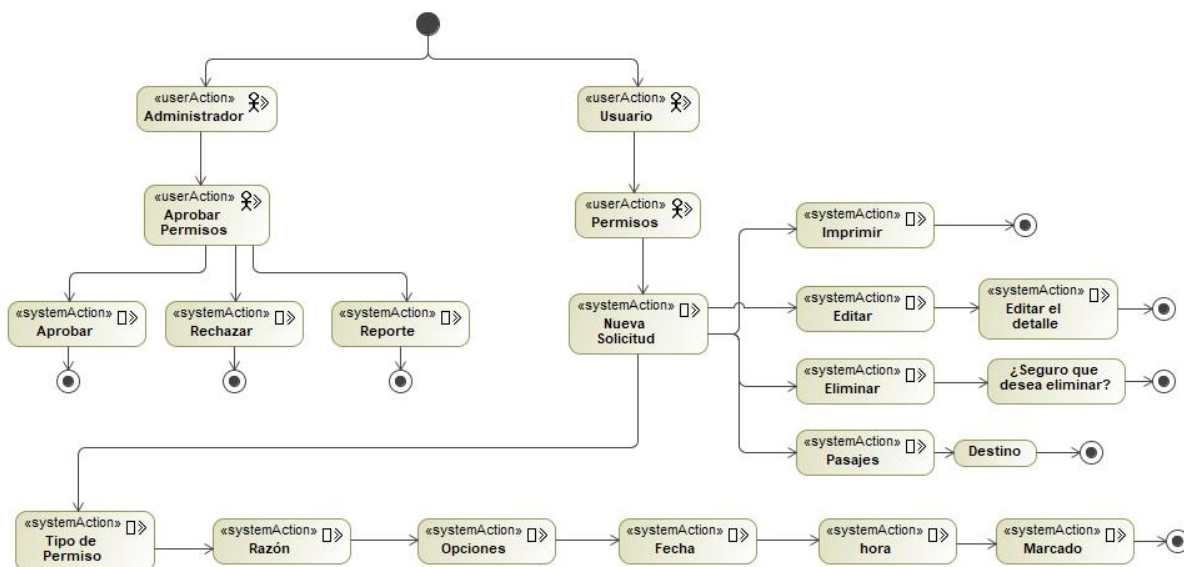 «userAction»
Administrador
«userAction»
Usuario
«userAction»
Aprobar
Permisos
«userAction»
Permisos
«systemAction»
Imprimir
«systemAction»
Aprobar
«systemAction»
Rechazar
«systemAction»
Reporte
«systemAction»
Nueva
Solicitud
«systemAction»
Editar
«systemAction»
Editar el
detalle
«systemAction»
Eliminar
¿Seguro que
desea eliminar?
«systemAction»
Pasajes
Destino
«systemAction»
Tipo de
Permiso
«systemAction»
Razón
«systemAction»
Opciones
«systemAction»
Fecha
«systemAction»
hora
«systemAction»
Marcado